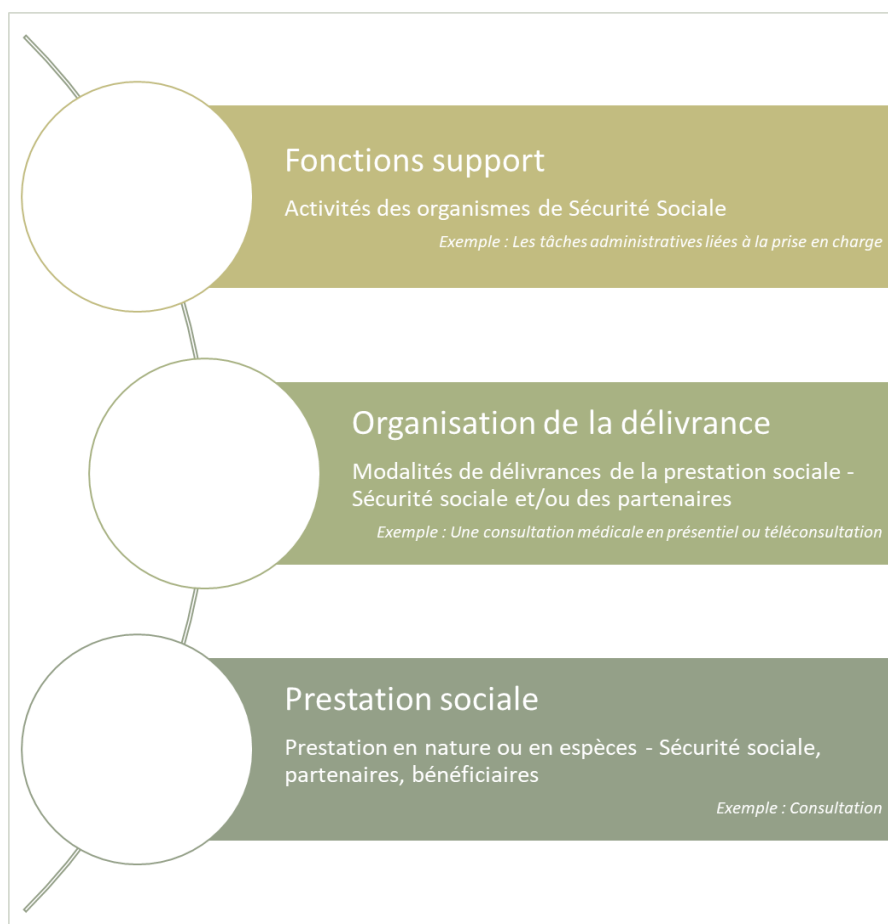 Fonctions support
Activités des organismes de Sécurité Sociale
Exemple : Les tâches administratives liées à la prise en charge
Organisation de la délivrance
Modalités de délivrances de la prestation sociale -
Sécurité sociale et/ou des partenaires
Exemple : Une consultation médicale en présentiel ou téléconsultation
Prestation sociale
Prestation en nature ou en espèces - Sécurité sociale,
partenaires, bénéficiaires
Exemple : Consultation